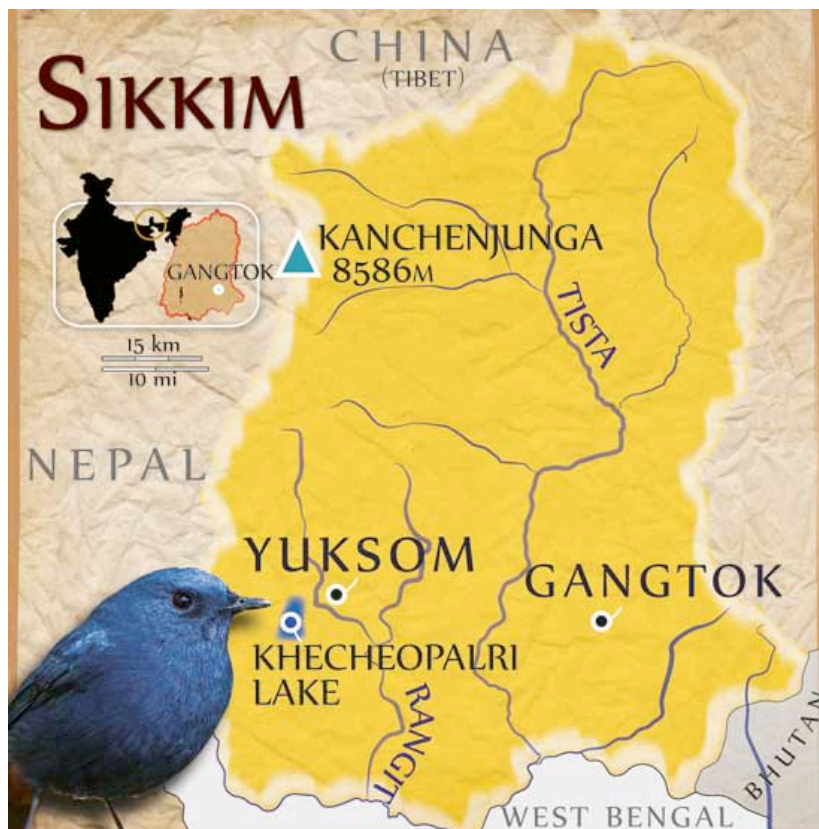 CHINA
(TIBET)
SIKKIM
KANCHENJUNGA
8586M
GANGTOK
TISTA
15 km
10 mi
NEPAL
YUKSOM
GANGTOK
KHECHEOPALRI
LAKE
RANGIT
BHUTAN
WEST BENGAL